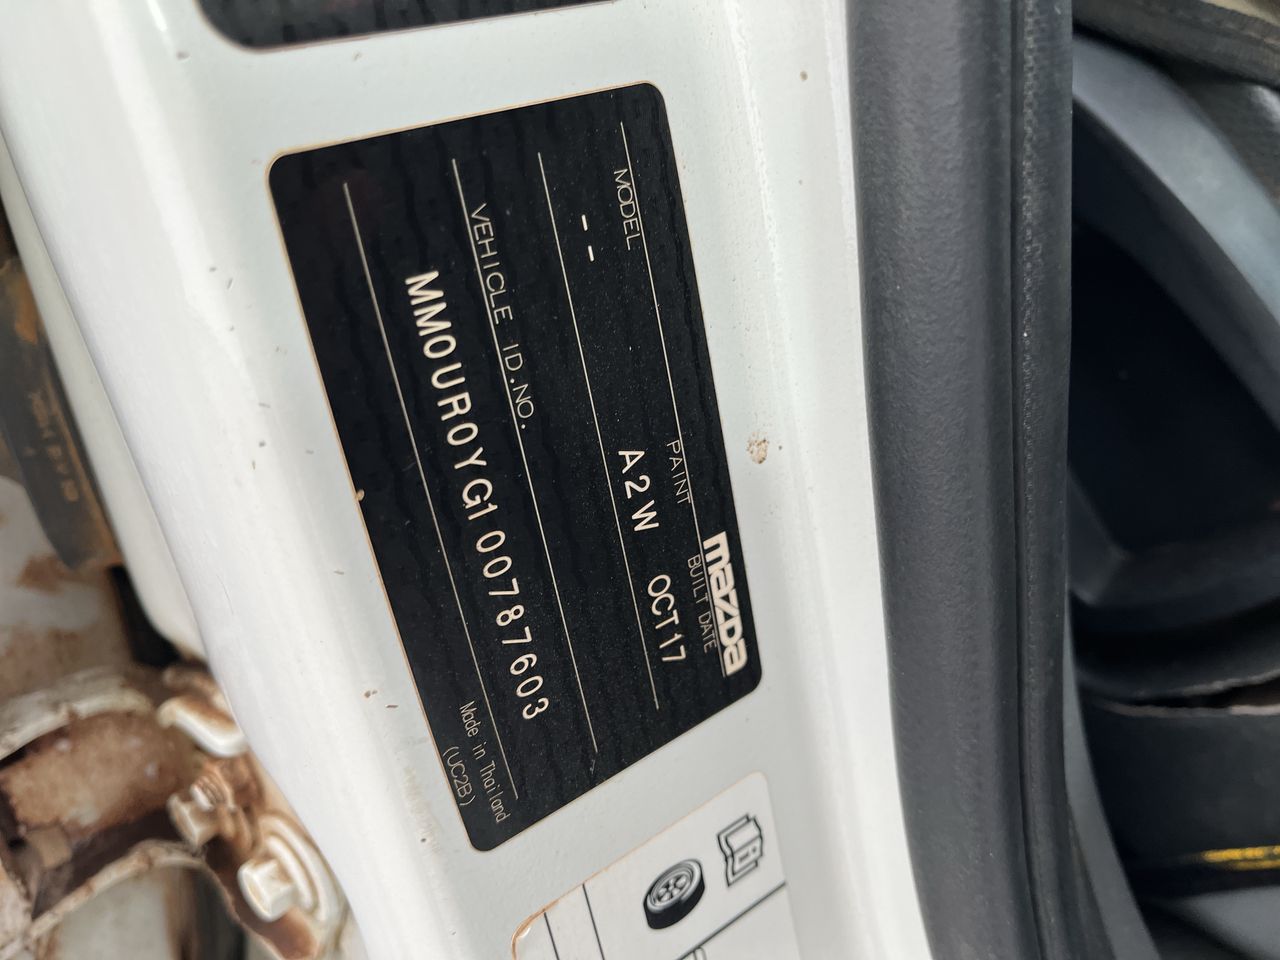 mazda
MODEL PAINT BUILT DATE
-- A2W OCT17
VEHICLE ID.NO.
MM0UR0YG100787603
Made in Thailand
(UC2B)